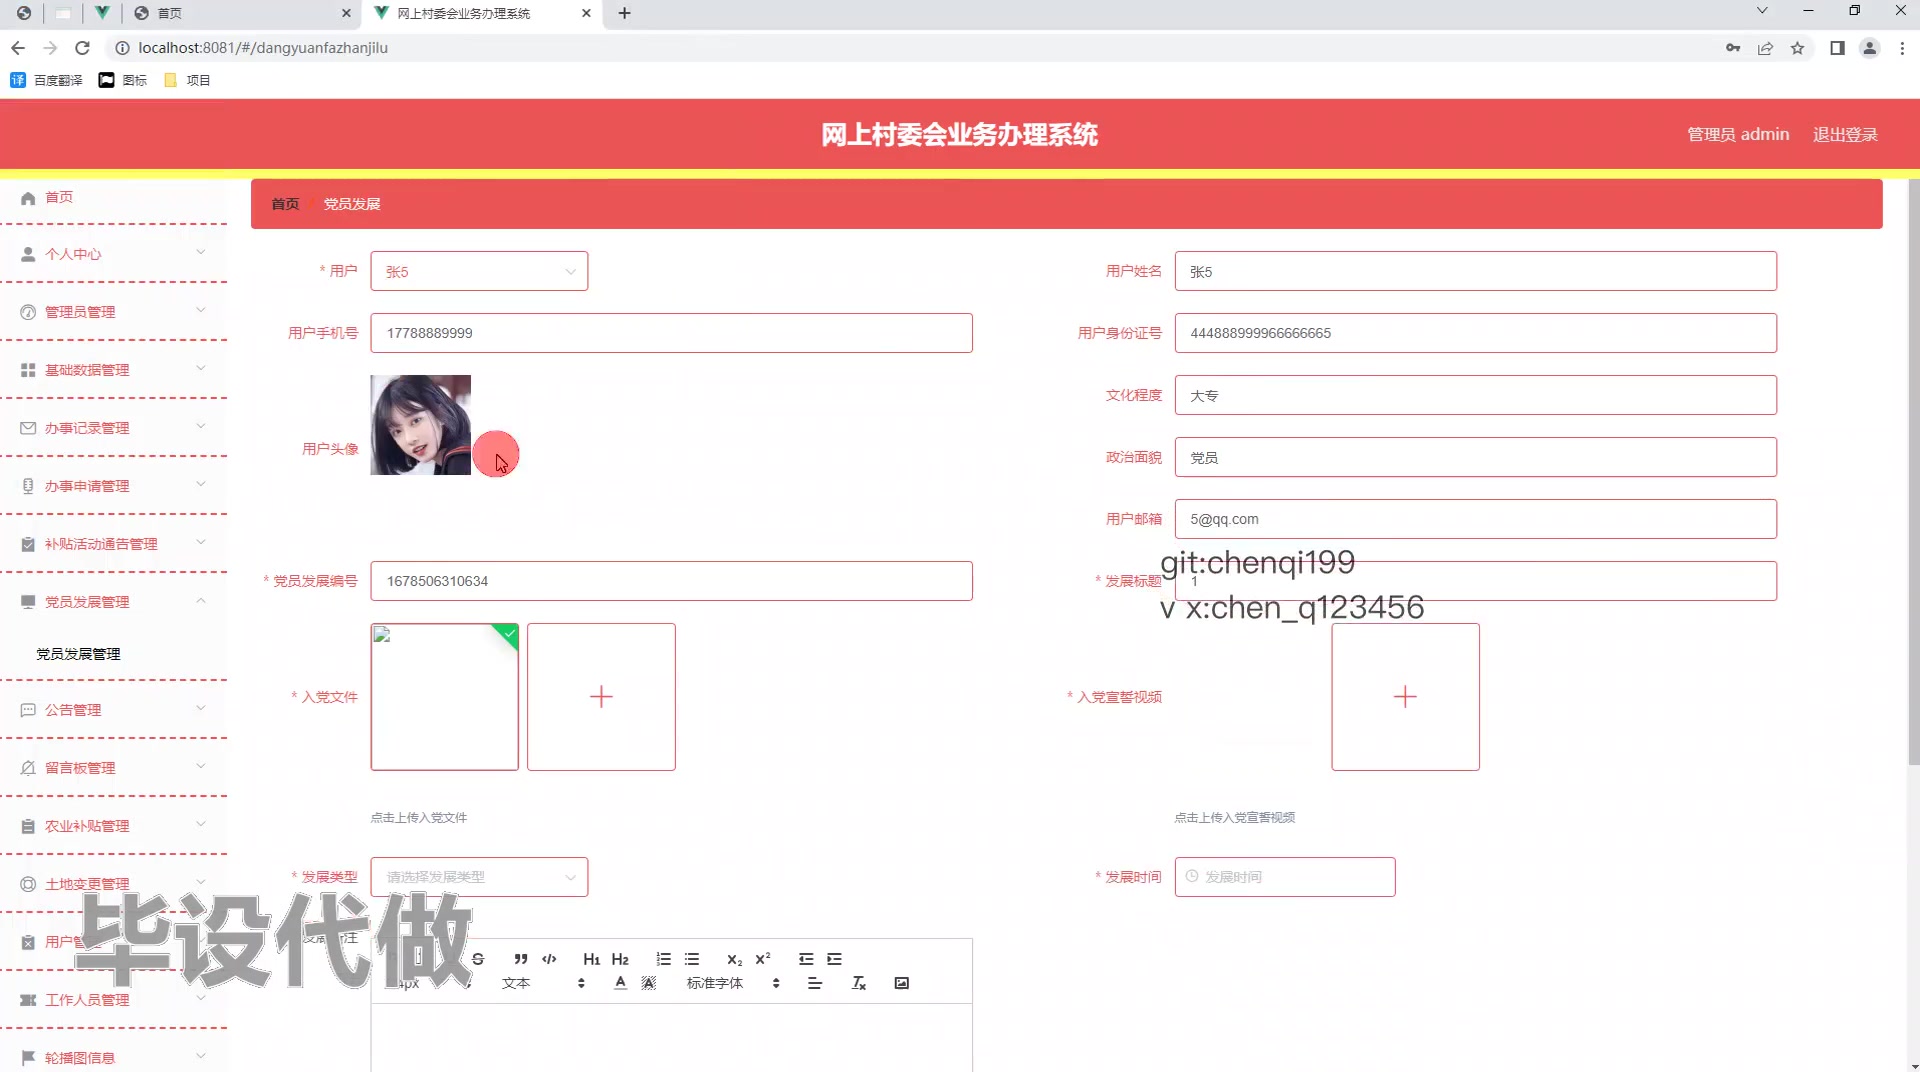 首页
网上村委会业务办理系统
localhost:8081/#/dangyuanfazhanjilu
百度翻译
图标
项目
网上村委会业务办理系统
管理员 admin
退出登录
首页
个人中心
管理员管理
基础数据管理
办事记录管理
办事申请管理
补贴活动通告管理
党员发展管理
党员发展管理
公告管理
留言板管理
农业补贴管理
土地变更管理
用户管
工作人员管理
轮播图信息
首页 / 党员发展
* 用户 张5
用户姓名 张5
用户手机号 17788889999
用户身份证号 444888999966666665
用户头像
文化程度 大专
政治面貌 党员
用户邮箱 5@qq.com
* 党员发展编号 1678506310634
* 发展标题 1
git:chenqi199
v x:chen_q123456
* 入党文件
* 入党宣誓视频
点击上传入党文件
点击上传入党宣誓视频
* 发展类型 请选择发展类型
* 发展时间 发展时间
毕设代做
H1 H2 X2 X2
文本 标准字体